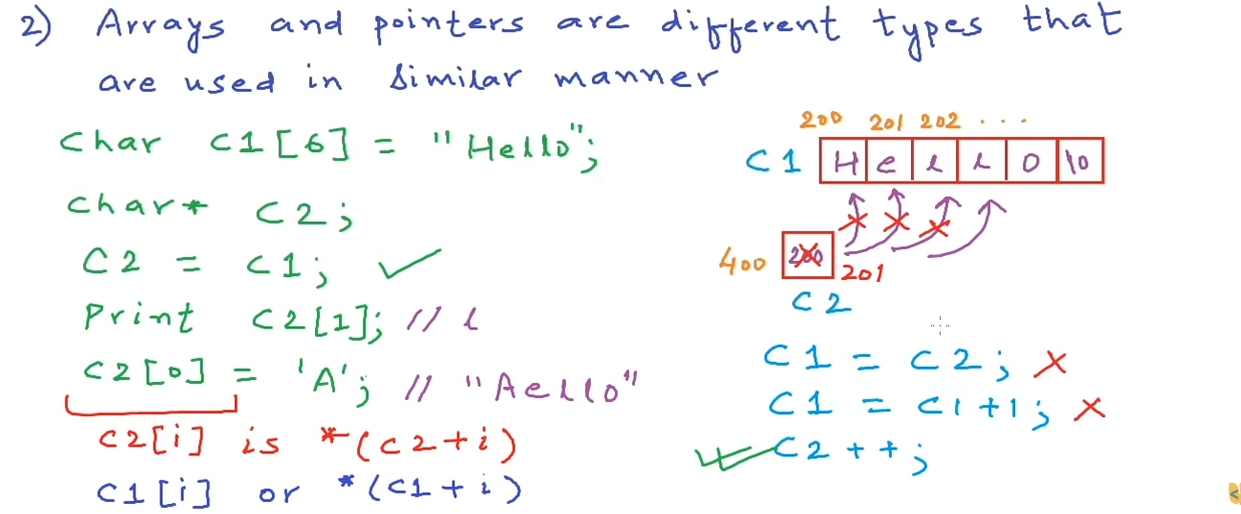 2) Arrays and pointers are different types that
are used in similar manner
Char C1[6] = "Hello";
Char* C2;
C2 = C1; ✓
Print C2[1]; // l
C2[0] = 'A'; // "Aello"
C2[i] is *(C2+i)
C1[i] or *(C1+i)
200 201 202 ...
C1 H e l l o \0
400 200 201
C2
C1 = C2; X
C1 = C1+1; X
✓ C2++;